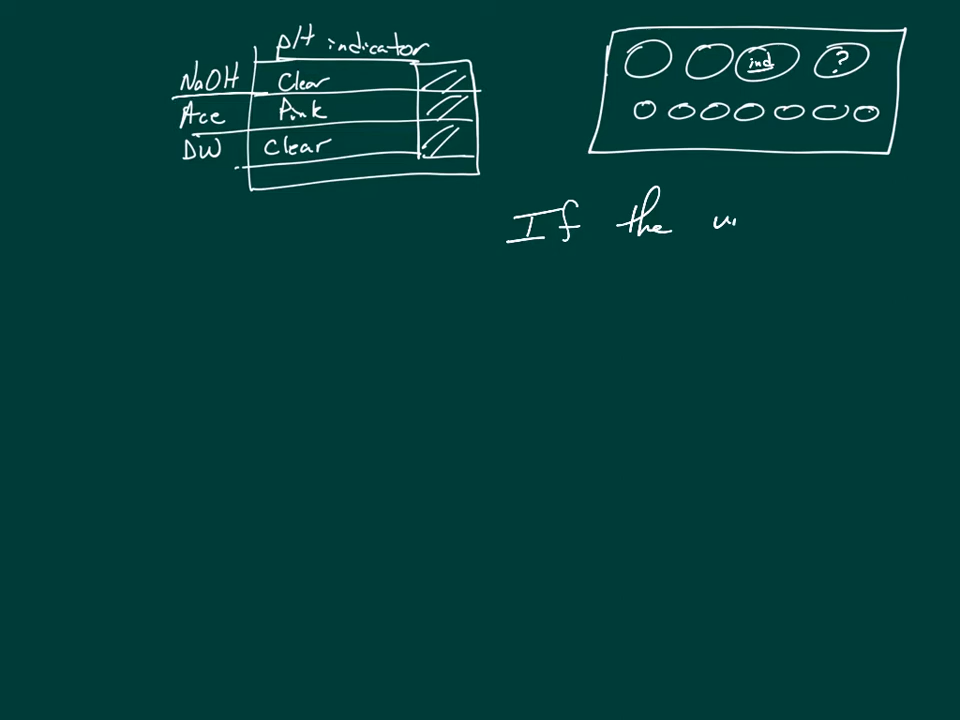 pH indicator
NaOH Clear
Ace Pink
DW Clear
ind ?
If the